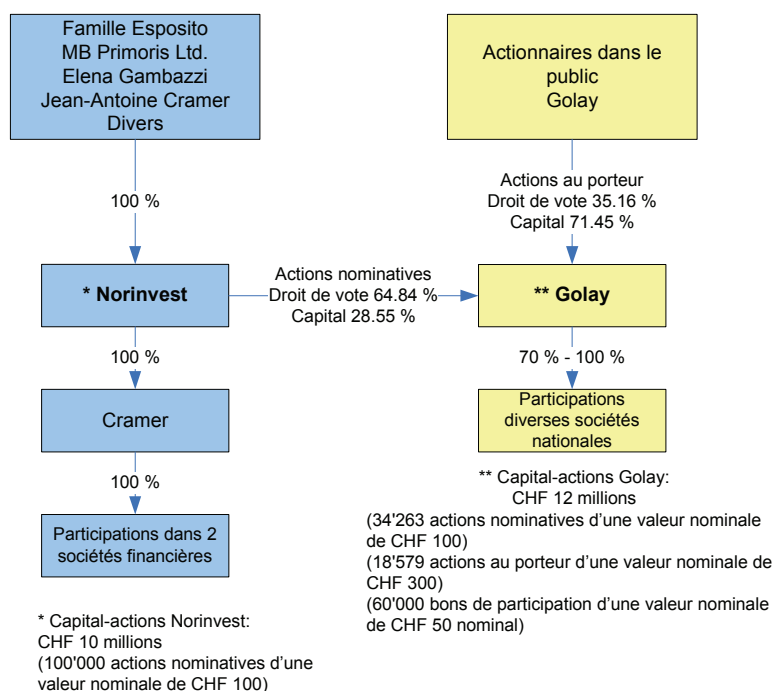 Famille Esposito
MB Primoris Ltd.
Elena Gambazzi
Jean-Antoine Cramer
Divers
Actionnaires dans le
public
Golay
100 %
Actions au porteur
Droit de vote 35.16 %
Capital 71.45 %
* Norinvest
Actions nominatives
Droit de vote 64.84 %
Capital 28.55 %
** Golay
100 %
70 % - 100 %
Cramer
Participations
diverses sociétés
nationales
100 %
Participations dans 2
sociétés financières
** Capital-actions Golay:
CHF 12 millions
(34'263 actions nominatives d’une valeur nominale
de CHF 100)
(18’579 actions au porteur d’une valeur nominale de
CHF 300)
(60'000 bons de participation d’une valeur nominale
de CHF 50 nominal)
* Capital-actions Norinvest:
CHF 10 millions
(100'000 actions nominatives d’une
valeur nominale de CHF 100)